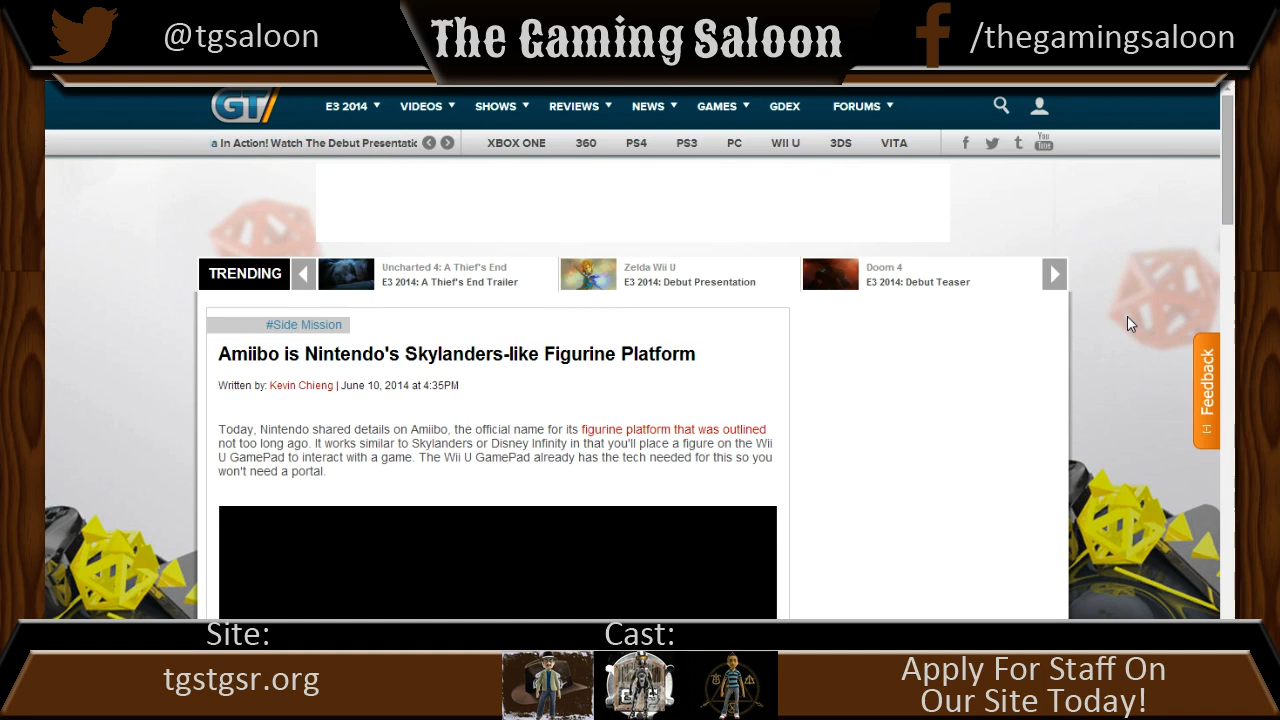 @tgsaloon
The Gaming Saloon
/thegamingsaloon
GT
E3 2014 VIDEOS SHOWS REVIEWS NEWS GAMES GDEX FORUMS
a In Action! Watch The Debut Presentatic
XBOX ONE 360 PS4 PS3 PC WII U 3DS VITA
You Tube
TRENDING
Uncharted 4: A Thief's End
E3 2014: A Thief's End Trailer
Zelda Wii U
E3 2014: Debut Presentation
Doom 4
E3 2014: Debut Teaser
#Side Mission
Amiibo is Nintendo's Skylanders-like Figurine Platform
Written by: Kevin Chieng | June 10, 2014 at 4:35PM
Today, Nintendo shared details on Amiibo, the official name for its figurine platform that was outlined
not too long ago. It works similar to Skylanders or Disney Infinity in that you'll place a figure on the Wii
U GamePad to interact with a game. The Wii U GamePad already has the tech needed for this so you
won't need a portal.
[-] Feedback
Site:
tgstgsr.org
Cast:
Apply For Staff On
Our Site Today!